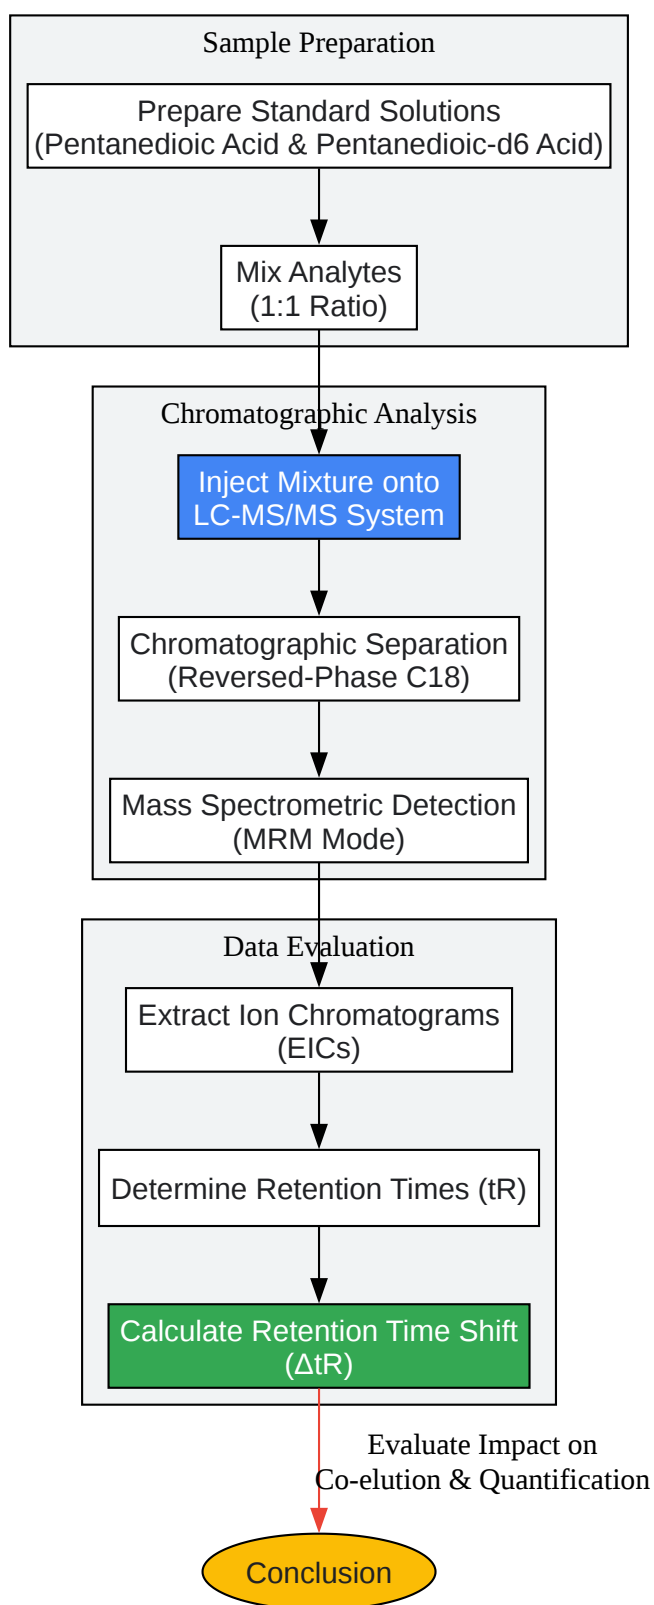 Sample Preparation
Prepare Standard Solutions
(Pentanedioic Acid & Pentanedioic-d6 Acid)
Mix Analytes
(1:1 Ratio)
Chromatographic Analysis
Inject Mixture onto
LC-MS/MS System
Chromatographic Separation
(Reversed-Phase C18)
Mass Spectrometric Detection
(MRM Mode)
Data Evaluation
Extract Ion Chromatograms
(EICs)
Determine Retention Times (tR)
Calculate Retention Time Shift
(ΔtR)
Evaluate Impact on
Co-elution & Quantification
Conclusion